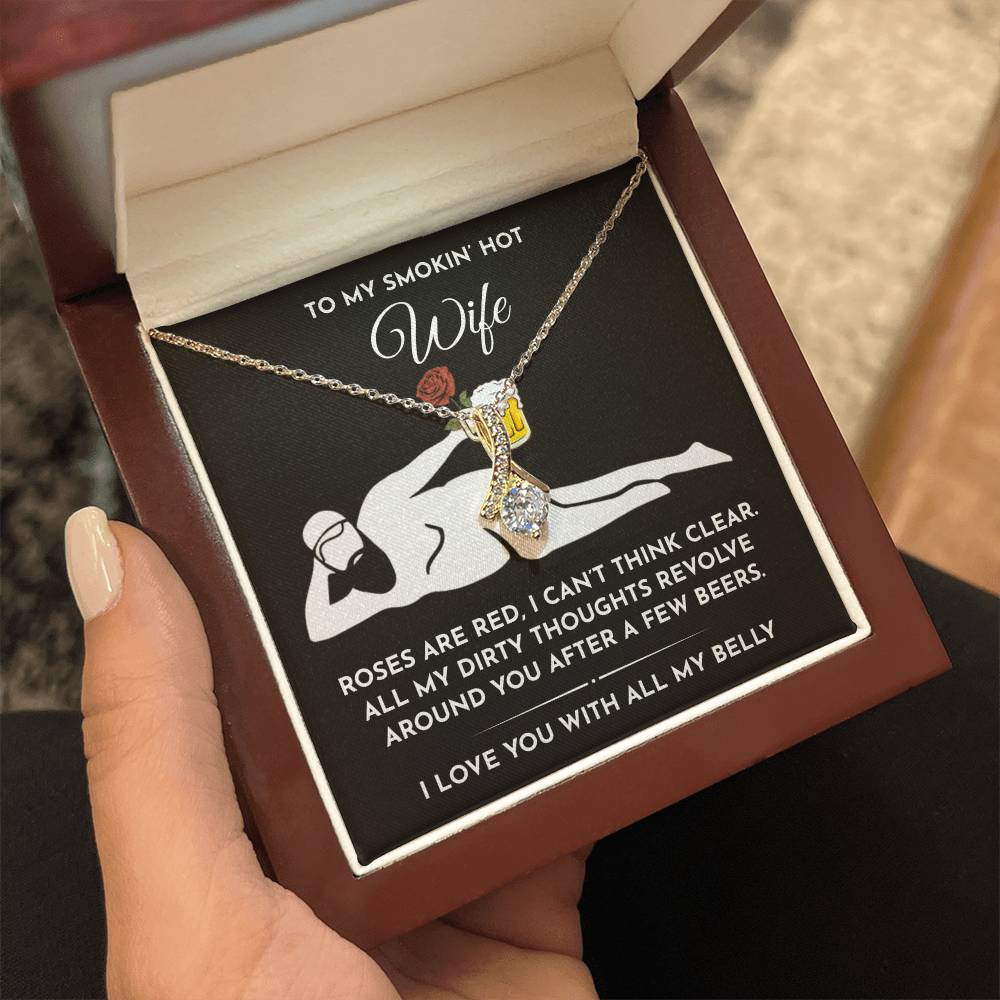 TO MY SMOKIN' HOT
Wife
ROSES ARE RED, I CAN'T THINK CLEAR.
ALL MY DIRTY THOUGHTS REVOLVE
AROUND YOU AFTER A FEW BEERS.
I LOVE YOU WITH ALL MY BELLY